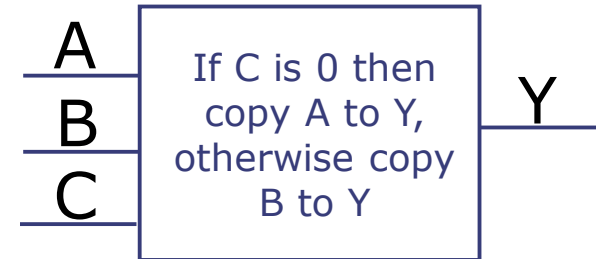 A
B
C
If C is 0 then
copy A to Y,
otherwise copy
B to Y
Y